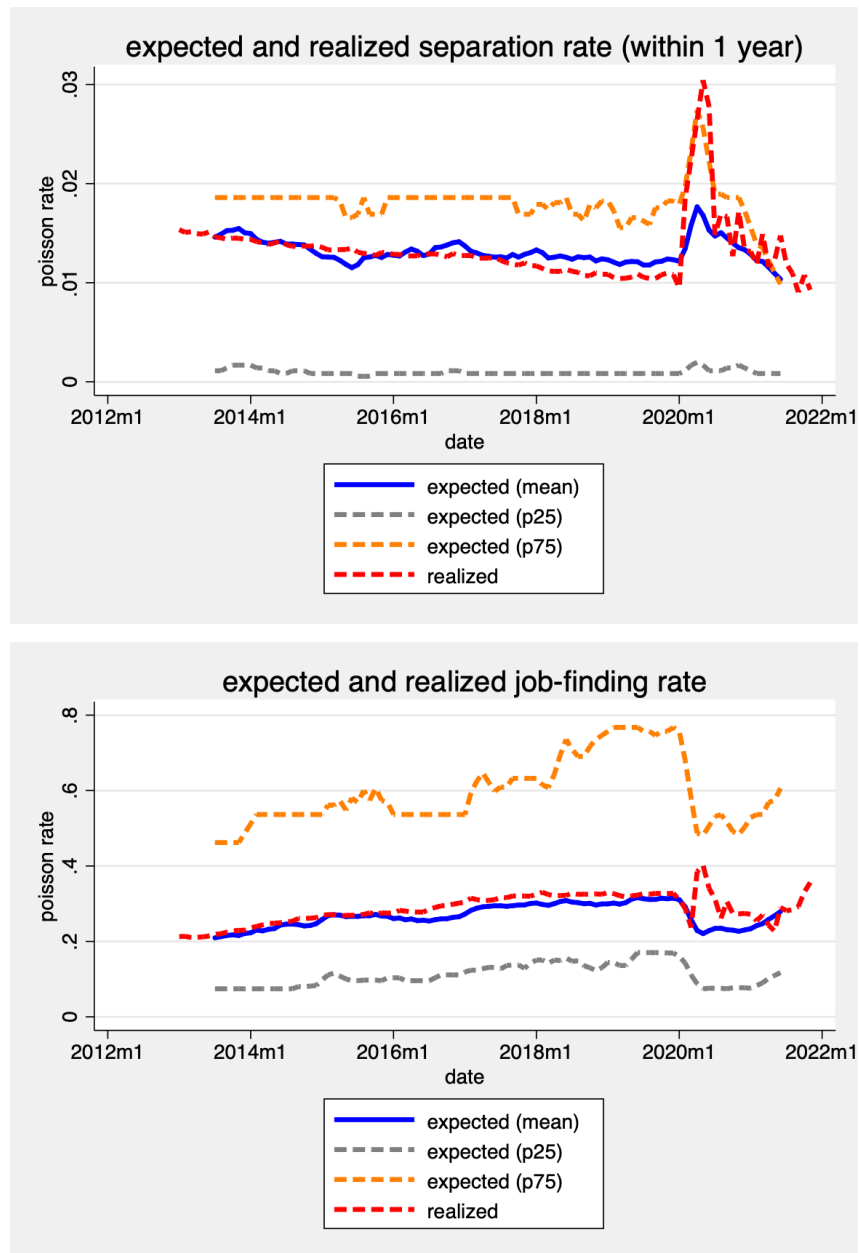 expected and realized separation rate (within 1 year)
poisson rate
.03
.02
.01
0
2012m1 2014m1 2016m1 2018m1 2020m1 2022m1
date
expected (mean)
expected (p25)
expected (p75)
realized
expected and realized job-finding rate
poisson rate
.8
.6
.4
.2
0
2012m1 2014m1 2016m1 2018m1 2020m1 2022m1
date
expected (mean)
expected (p25)
expected (p75)
realized